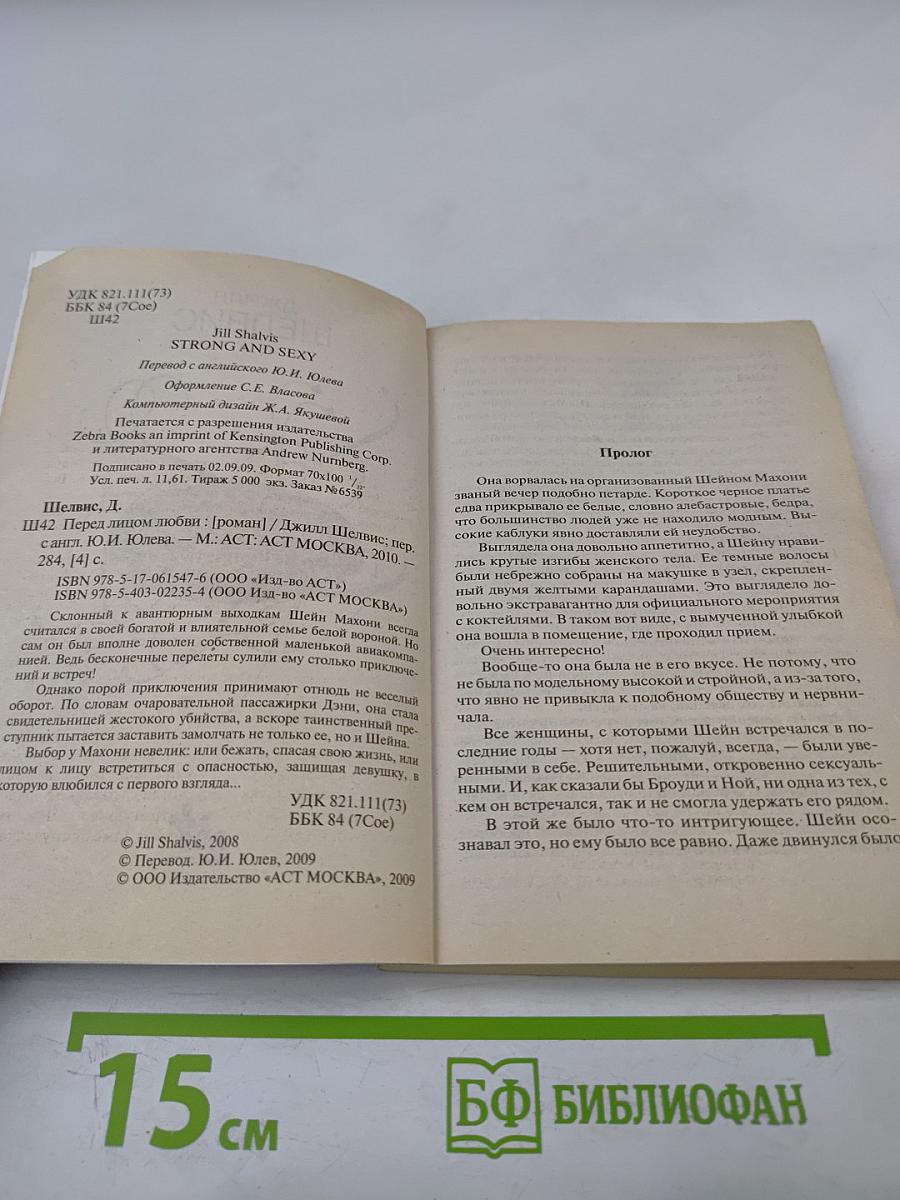 УДК 821.111(73)
ББК 84 (7Сое)
Ш42
Jill Shalvis
STRONG AND SEXY
Перевод с английского Ю.И. Юлева
Оформление С.Е. Власова
Компьютерный дизайн Ж.А. Якушевой
Печатается с разрешения издательства
Zebra Books an imprint of Kensington Publishing Corp.
и литературного агентства Andrew Nurnberg.
Подписано в печать 02.09.09. Формат 70х100 1/32.
Усл. печ. л. 11,61. Тираж 5 000 экз. Заказ №6539
Шелвис, Д.
Ш42 Перед лицом любви : [роман] / Джилл Шелвис; пер.
с англ. Ю.И. Юлева. — М.: АСТ: АСТ МОСКВА, 2010. —
284, [4] с.
ISBN 978-5-17-061547-6 (ООО «Изд-во АСТ»)
ISBN 978-5-403-02235-4 (ООО Изд-во «АСТ МОСКВА»)
Склонный к авантюрным выходкам Шейн Махони всегда
считался в своей богатой и влиятельной семье белой вороной. Но
сам он был вполне доволен собственной маленькой авиакомпа-
нией. Ведь бесконечные перелеты сулили ему столько приключе-
ний и встреч!
Однако порой приключения принимают отнюдь не веселый
оборот. По словам очаровательной пассажирки Дэни, она стала
свидетельницей жестокого убийства, а вскоре таинственный пре-
ступник пытается заставить замолчать не только ее, но и Шейна.
Выбор у Махони невелик: или бежать, спасая свою жизнь, или
лицом к лицу встретиться с опасностью, защищая девушку, в
которую влюбился с первого взгляда...
УДК 821.111(73)
ББК 84 (7Сое)
© Jill Shalvis, 2008
© Перевод. Ю.И. Юлев, 2009
© ООО Издательство «АСТ МОСКВА», 2009
Пролог
Она ворвалась на организованный Шейном Махони
званый вечер подобно петарде. Короткое черное платье
едва прикрывало ее белые, словно алебастровые, бедра,
что большинство людей уже не находило модным. Вы-
сокие каблуки явно доставляли ей неудобство.
Выглядела она довольно аппетитно, а Шейну нрави-
лись крутые изгибы женского тела. Ее темные волосы
были небрежно собраны на макушке в узел, скреплен-
ный двумя желтыми карандашами. Это выглядело до-
вольно экстравагантно для официального мероприятия
с коктейлями. В таком вот виде, с вымученной улыбкой
она вошла в помещение, где проходил прием.
Очень интересно!
Вообще-то она была не в его вкусе. Не потому, что
не была по модельному высокой и стройной, а из-за того,
что явно не привыкла к подобному обществу и нервни-
чала.
Все женщины, с которыми Шейн встречался в по-
следние годы — хотя нет, пожалуй, всегда, — были уве-
ренными в себе. Решительными, откровенно сексуаль-
ными. И, как сказали бы Броуди и Ной, ни одна из тех, с
кем он встречался, так и не смогла удержать его рядом.
В этой же было что-то интригующее. Шейн осо-
знавал это, но ему было все равно. Даже двинулся было
15 см
БФ БИБЛИОФАН